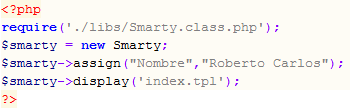 <?php
require('./libs/Smarty.class.php');
$smarty = new Smarty;
$smarty->assign("Nombre","Roberto Carlos");
$smarty->display('index.tpl');
?>